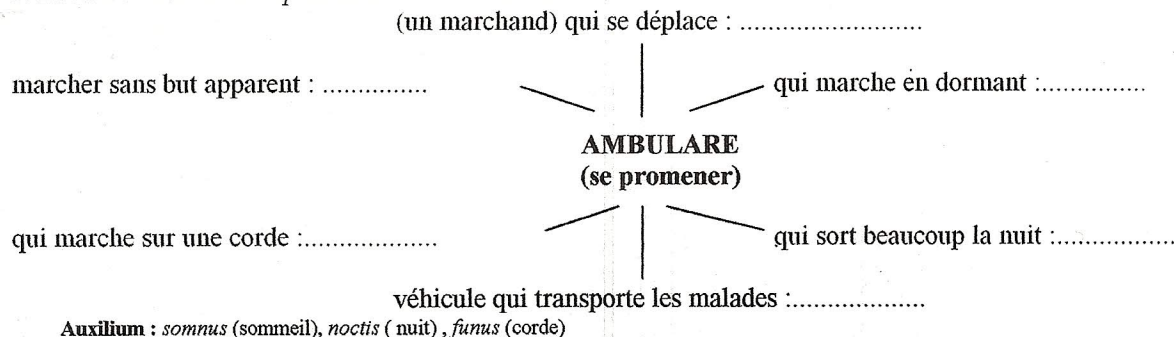 (un marchand) qui se déplace : ..........................
marcher sans but apparent : ...............
qui marche en dormant :...............
AMBULARE
(se promener)
qui marche sur une corde :....................
qui sort beaucoup la nuit :.................
véhicule qui transporte les malades :....................
Auxilium : somnus (sommeil), noctis ( nuit) , funus (corde)